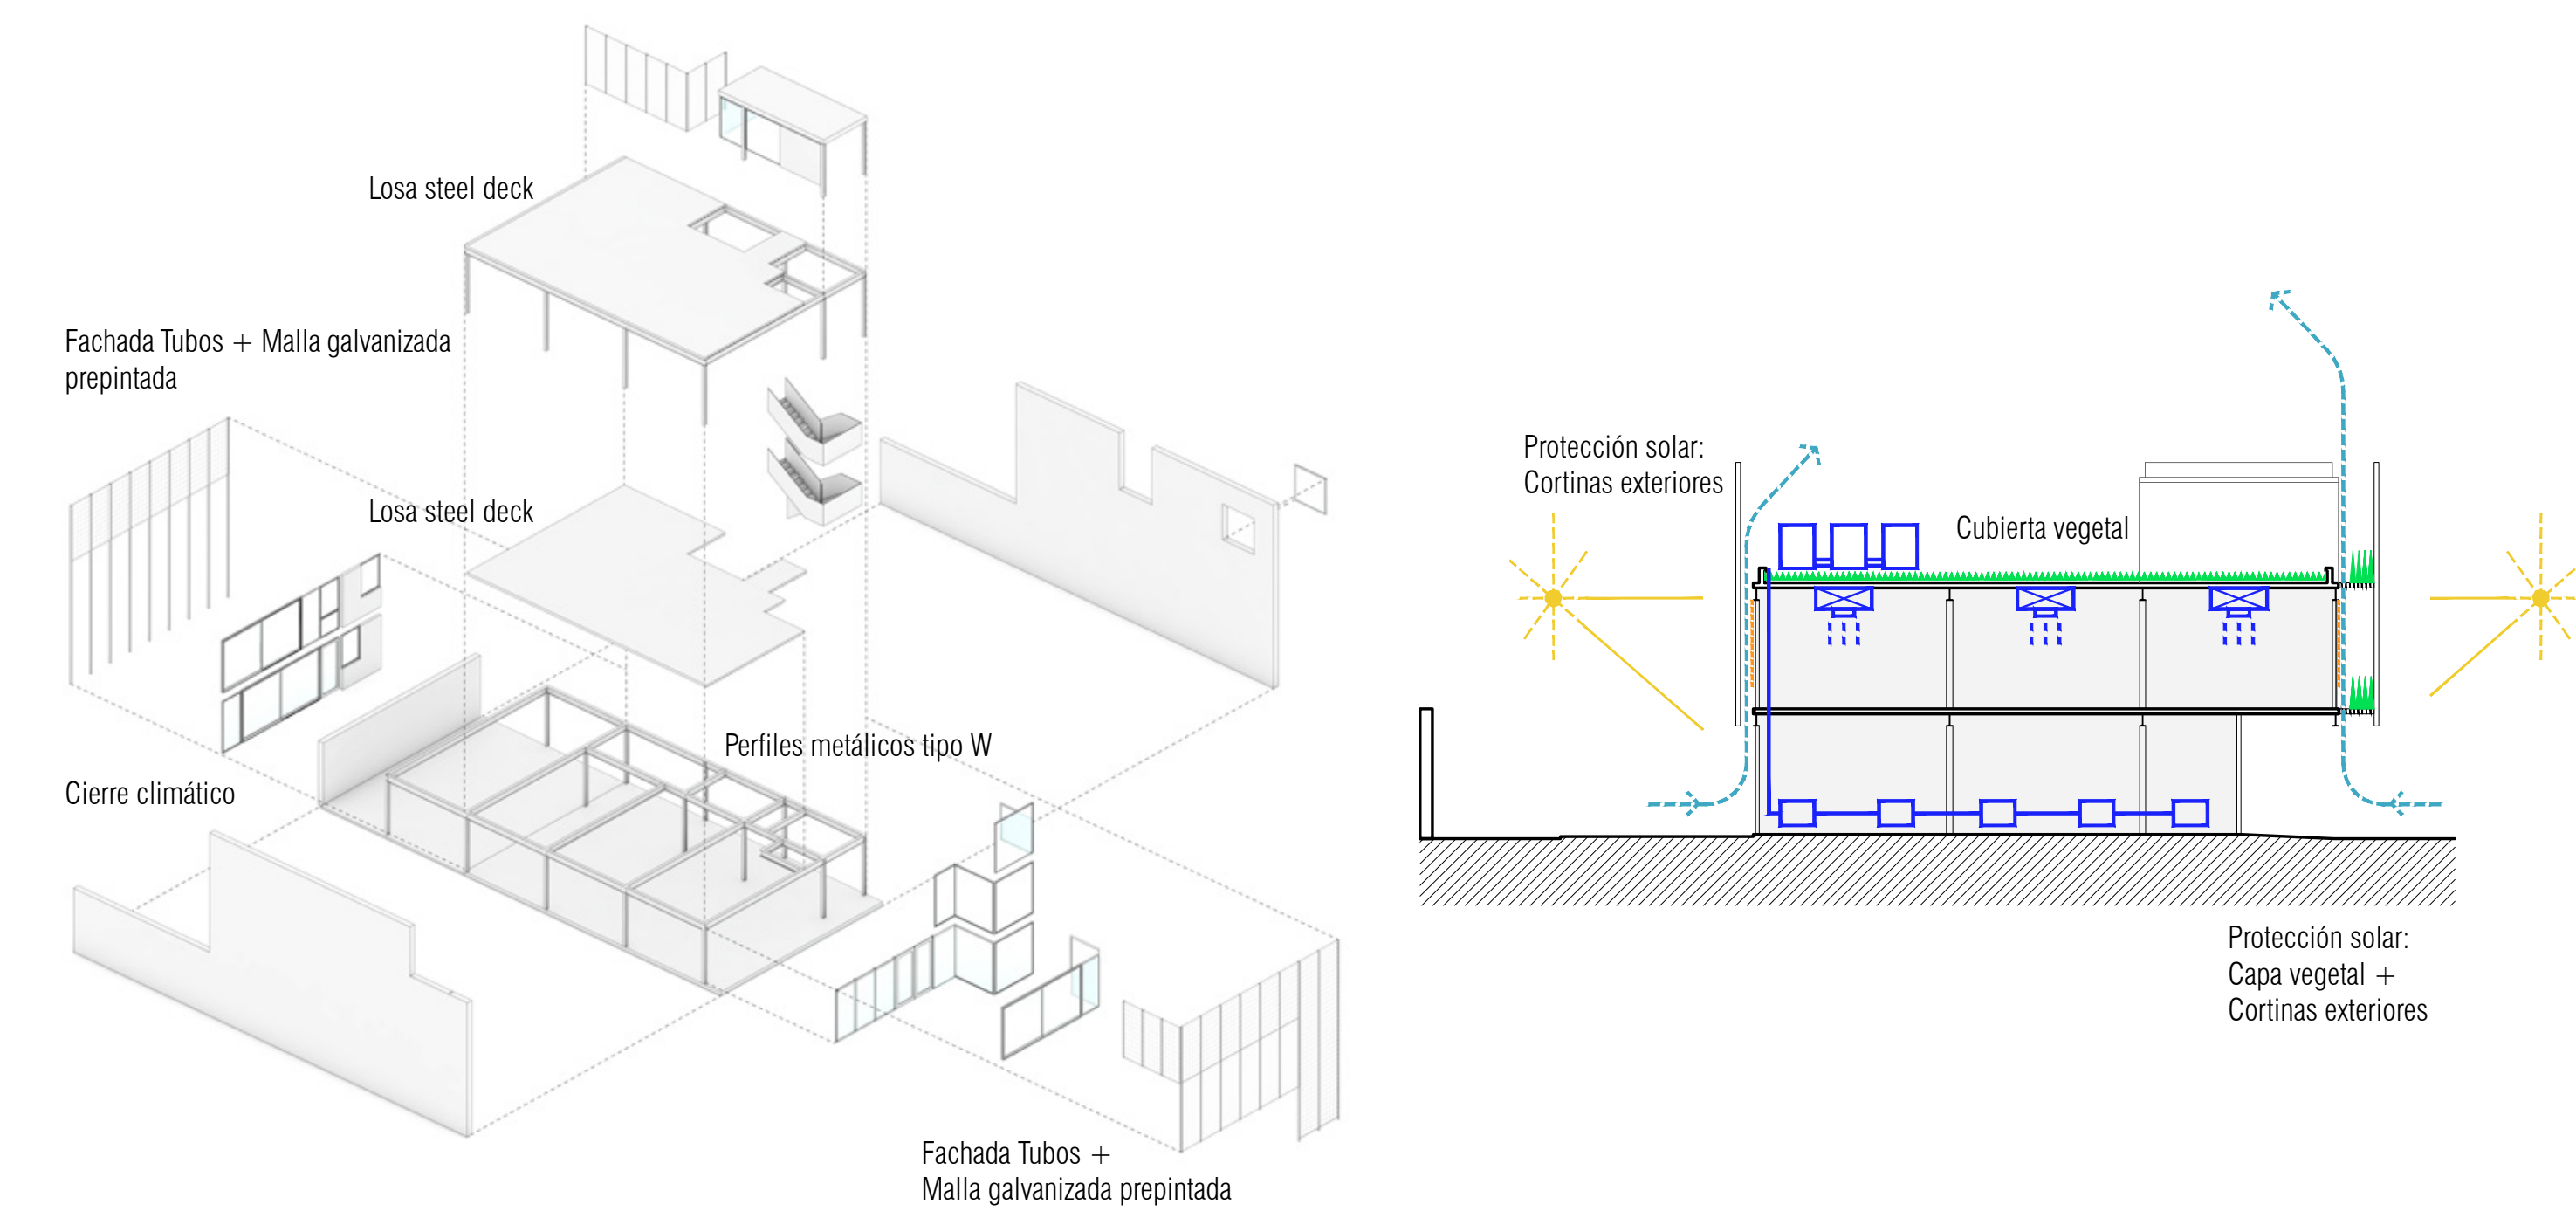 Losa steel deck
Fachada Tubos + Malla galvanizada
prepintada
Losa steel deck
Perfiles metálicos tipo W
Cierre climático
Fachada Tubos +
Malla galvanizada prepintada
Protección solar:
Cortinas exteriores
Cubierta vegetal
Protección solar:
Capa vegetal +
Cortinas exteriores